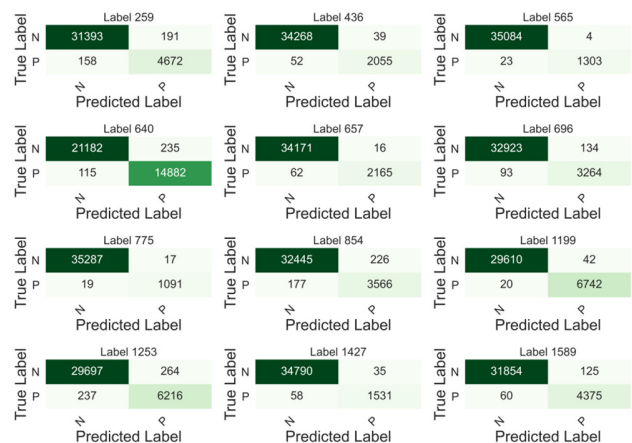 Label 259 Label 436 Label 565
True Label N 31393 191 True Label N 34268 39 True Label N 35084 4
P 158 4672 P 52 2055 P 23 1303
N P N P N P
Predicted Label Predicted Label Predicted Label
Label 640 Label 657 Label 696
True Label N 21182 235 True Label N 34171 16 True Label N 32923 134
P 115 14882 P 62 2165 P 93 3264
N P N P N P
Predicted Label Predicted Label Predicted Label
Label 775 Label 854 Label 1199
True Label N 35287 17 True Label N 32445 226 True Label N 29610 42
P 19 1091 P 177 3566 P 20 6742
N P N P N P
Predicted Label Predicted Label Predicted Label
Label 1253 Label 1427 Label 1589
True Label N 29697 264 True Label N 34790 35 True Label N 31854 125
P 237 6216 P 58 1531 P 60 4375
N P N P N P
Predicted Label Predicted Label Predicted Label